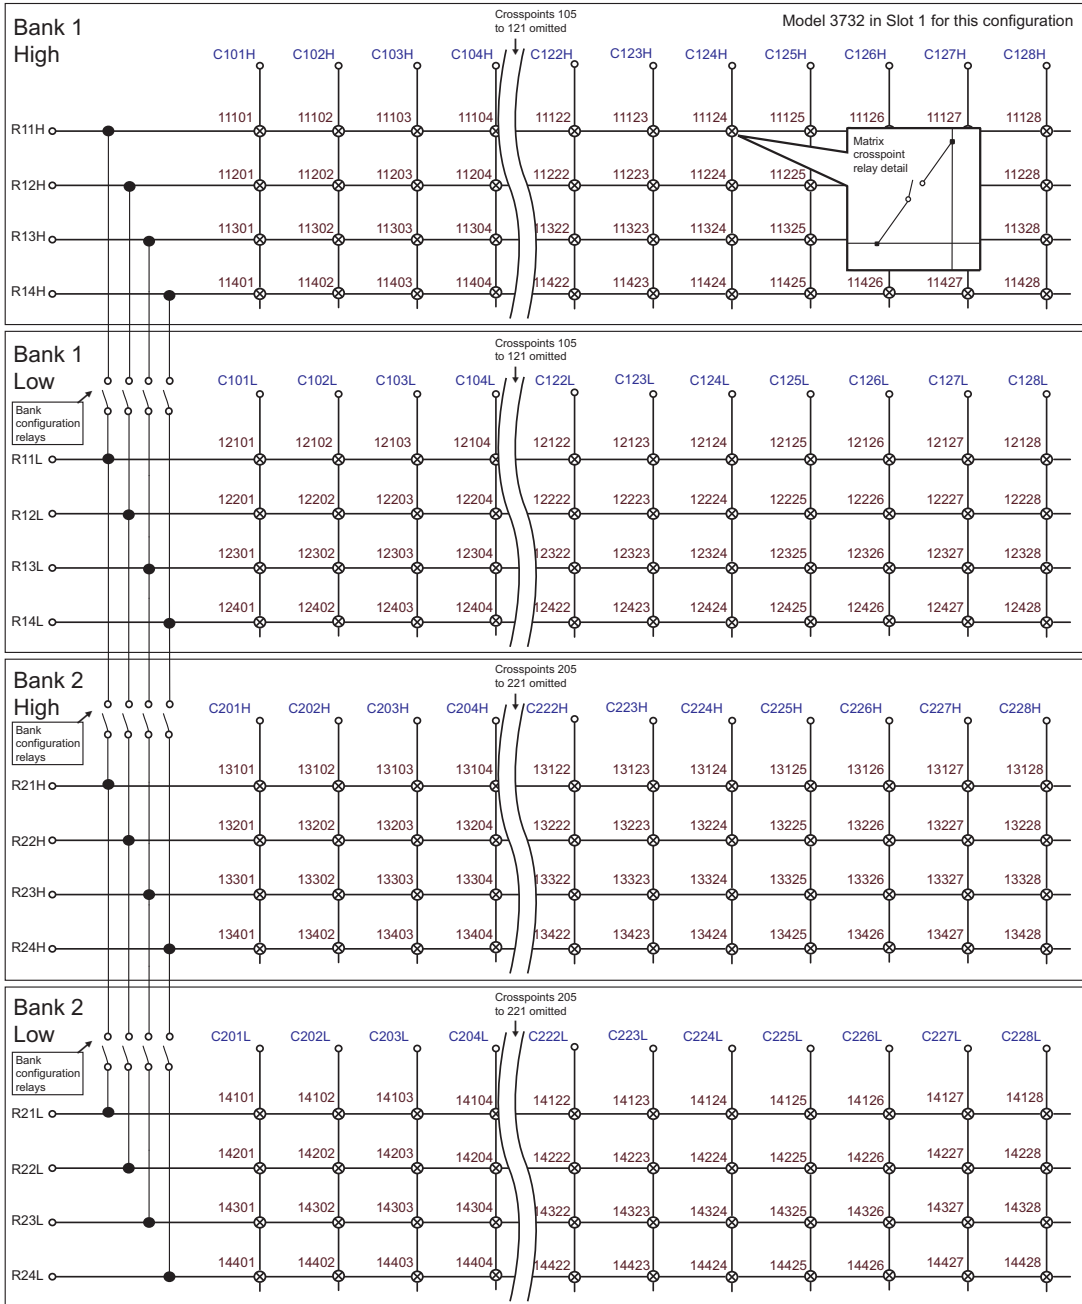 Bank 1
High
Crosspoints 105
to 121 omitted
Model 3732 in Slot 1 for this configuration
C101H C102H C103H C104H C122H C123H C124H C125H C126H C127H C128H
R11H 11101 11102 11103 11104 11122 11123 11124 11125 11126 11127 11128
Matrix
crosspoint
relay detail
R12H 11201 11202 11203 11204 11222 11223 11224 11225 11228
R13H 11301 11302 11303 11304 11322 11323 11324 11325 11328
R14H 11401 11402 11403 11404 11422 11423 11424 11425 11426 11427 11428
Bank 1
Low
Crosspoints 105
to 121 omitted
C101L C102L C103L C104L C122L C123L C124L C125L C126L C127L C128L
Bank
configuration
relays
R11L 12101 12102 12103 12104 12122 12123 12124 12125 12126 12127 12128
R12L 12201 12202 12203 12204 12222 12223 12224 12225 12226 12227 12228
R13L 12301 12302 12303 12304 12322 12323 12324 12325 12326 12327 12328
R14L 12401 12402 12403 12404 12422 12423 12424 12425 12426 12427 12428
Bank 2
High
Crosspoints 205
to 221 omitted
C201H C202H C203H C204H C222H C223H C224H C225H C226H C227H C228H
Bank
configuration
relays
R21H 13101 13102 13103 13104 13122 13123 13124 13125 13126 13127 13128
R22H 13201 13202 13203 13204 13222 13223 13224 13225 13226 13227 13228
R23H 13301 13302 13303 13304 13322 13323 13324 13325 13326 13327 13328
R24H 13401 13402 13403 13404 13422 13423 13424 13425 13426 13427 13428
Bank 2
Low
Crosspoints 205
to 221 omitted
C201L C202L C203L C204L C222L C223L C224L C225L C226L C227L C228L
Bank
configuration
relays
R21L 14101 14102 14103 14104 14122 14123 14124 14125 14126 14127 14128
R22L 14201 14202 14203 14204 14222 14223 14224 14225 14226 14227 14228
R23L 14301 14302 14303 14304 14322 14323 14324 14325 14326 14327 14328
R24L 14401 14402 14403 14404 14422 14423 14424 14425 14426 14427 14428